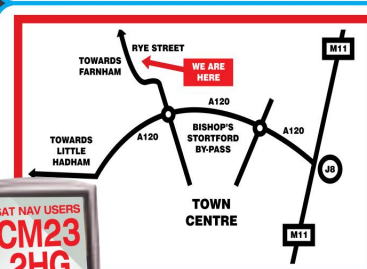 RYE STREET
M11
TOWARDS
FARNHAM
WE ARE
HERE
A120
TOWARDS
LITTLE
HADHAM
A120
BISHOP'S
STORTFORD
BY-PASS
A120
J8
TOWN
CENTRE
M11
SAT NAV USERS
CM23
2HG